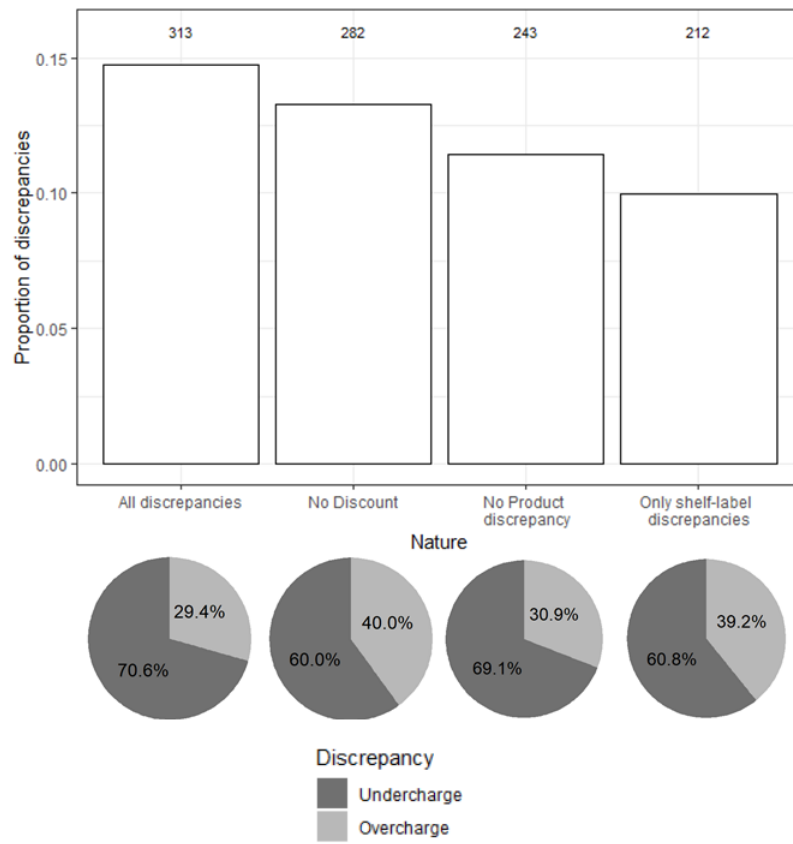 313 282 243 212
0.15
0.10
0.05
0.00
Proportion of discrepancies
All discrepancies No Discount No Product Only shelf-label
discrepancy discrepancies
Nature
29.4% 40.0% 30.9% 39.2%
70.6% 60.0% 69.1% 60.8%
Discrepancy
Undercharge
Overcharge